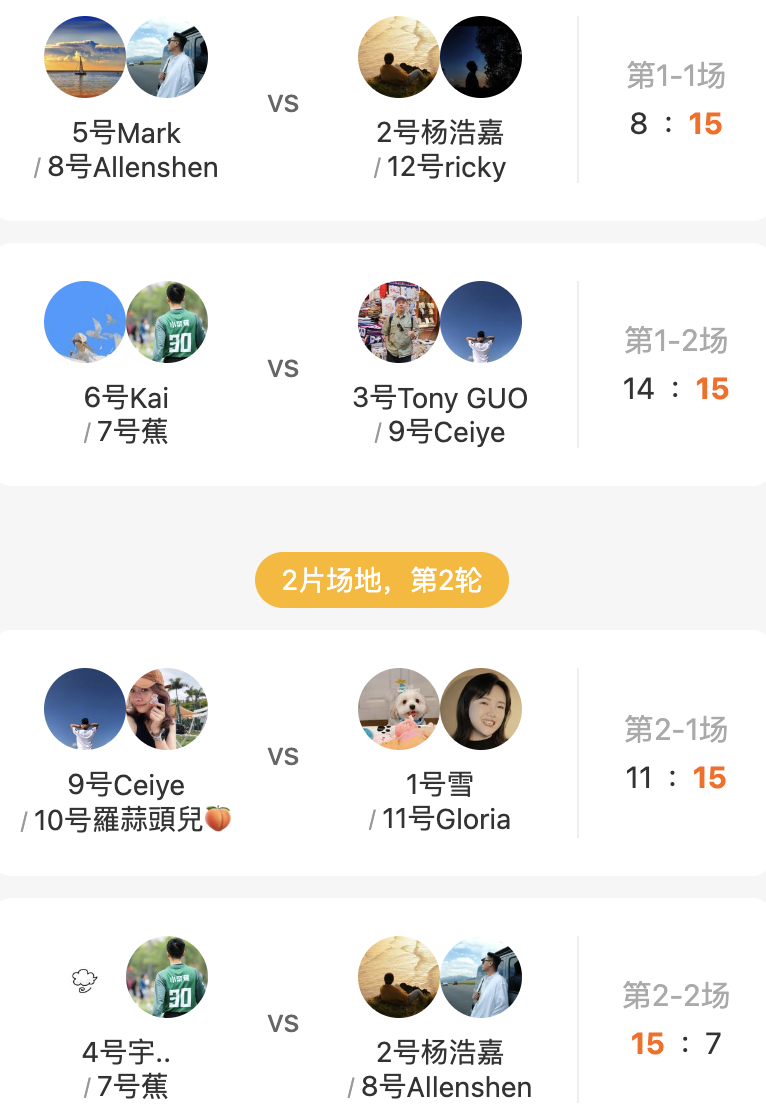 5号Mark
/ 8号Allenshen
vs
2号杨浩嘉
/ 12号ricky
第1-1场
8 : 15
小柒蕉
30
6号Kai
/ 7号蕉
vs
3号Tony GUO
/ 9号Ceiye
第1-2场
14 : 15
2片场地，第2轮
9号Ceiye
/ 10号羅蒜頭兒🍑
vs
1号雪
/ 11号Gloria
第2-1场
11 : 15
30
4号宇..
/ 7号蕉
vs
2号杨浩嘉
/ 8号Allenshen
第2-2场
15 : 7